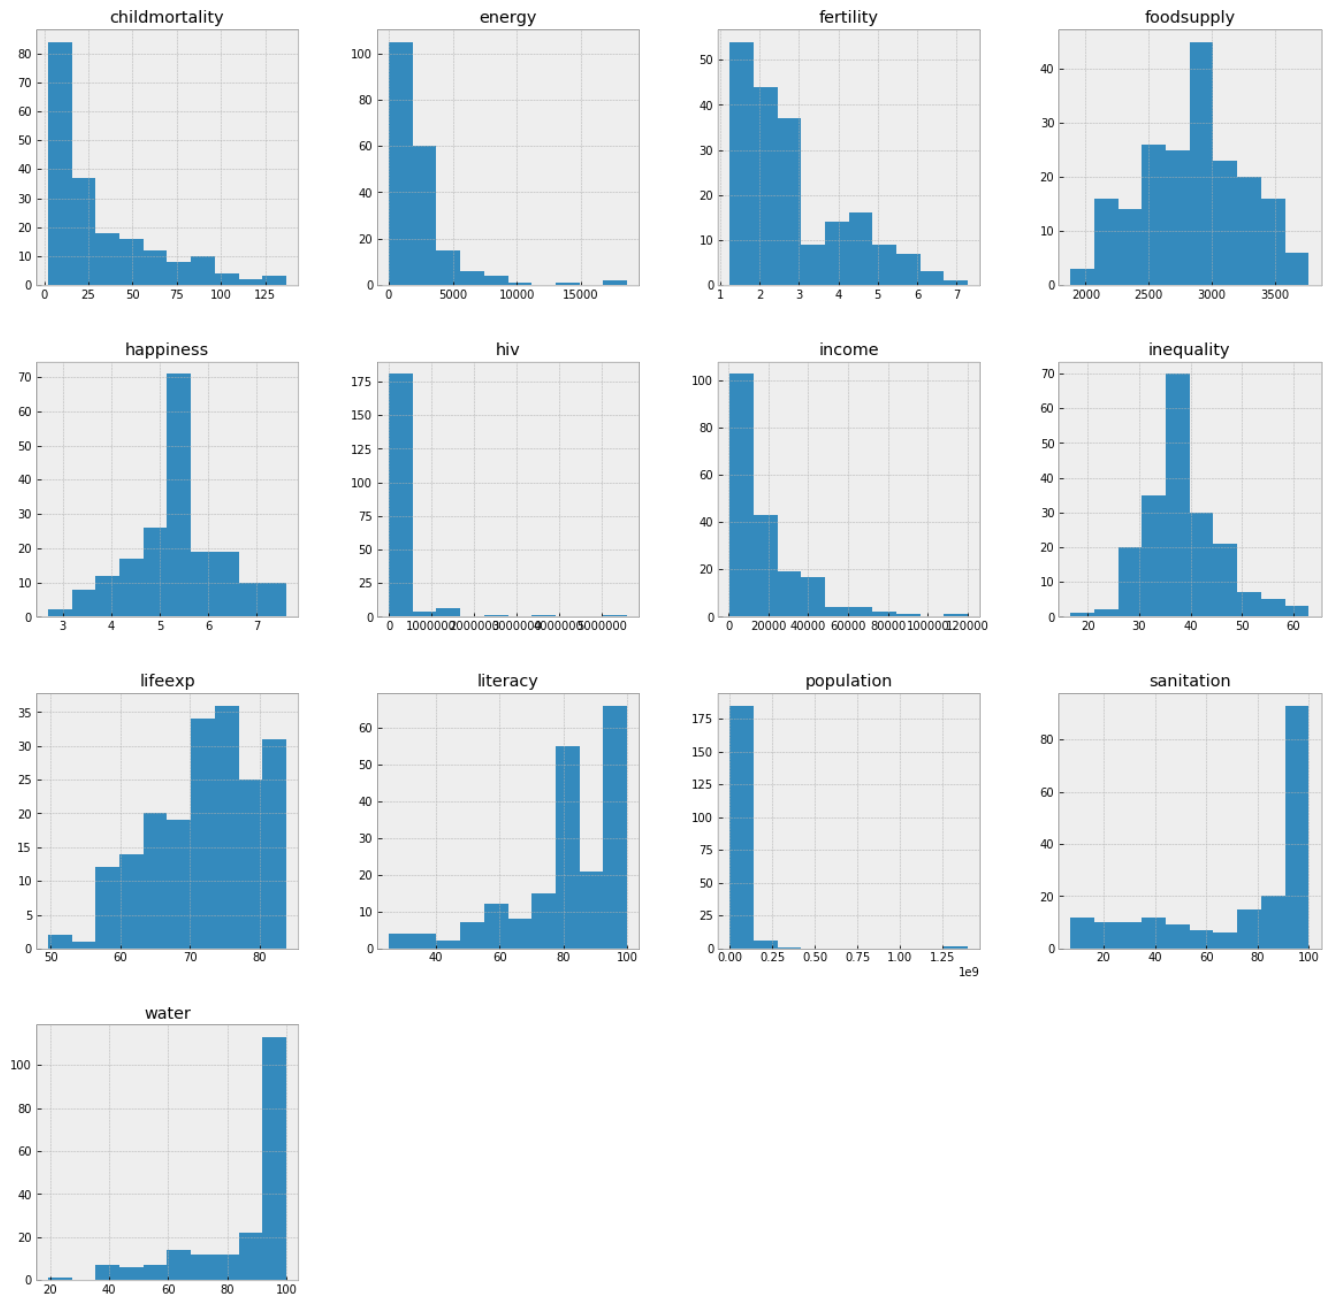 childmortality energy fertility foodsupply
80 70 60 50 40 30 20 10 0
0 25 50 75 100 125
100 80 60 40 20 0
0 5000 10000 15000
50 40 30 20 10 0
1 2 3 4 5 6 7
40 30 20 10 0
2000 2500 3000 3500
happiness hiv income inequality
70 60 50 40 30 20 10 0
3 4 5 6 7
175 150 125 100 75 50 25 0
0 1000000 2000000 3000000 4000000 5000000
100 80 60 40 20 0
0 20000 40000 60000 80000 100000 120000
70 60 50 40 30 20 10 0
20 30 40 50 60
lifeexp literacy population sanitation
35 30 25 20 15 10 5 0
50 60 70 80
60 50 40 30 20 10 0
40 60 80 100
175 150 125 100 75 50 25 0
0.00 0.25 0.50 0.75 1.00 1.25
1e9
80 60 40 20 0
20 40 60 80 100
water
100 80 60 40 20 0
20 40 60 80 100